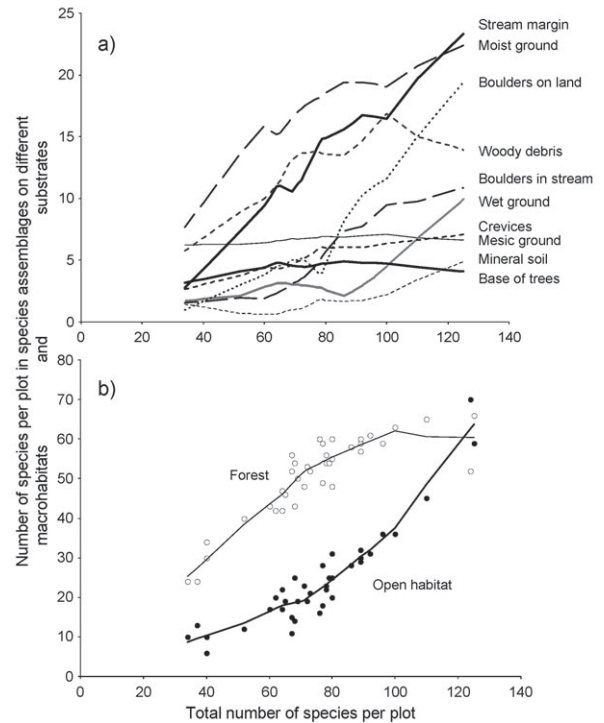 a)
25
20
15
10
5
0
0
20
40
60
80
100
120
140
Stream margin
Moist ground
Boulders on land
Woody debris
Boulders in stream
Wet ground
Crevices
Mesic ground
Mineral soil
Base of trees
Number of species per plot in species assemblages on different
substrates
and
macrohabitats
b)
80
70
60
50
40
30
20
10
0
Forest
Open habitat
0
20
40
60
80
100
120
140
Total number of species per plot